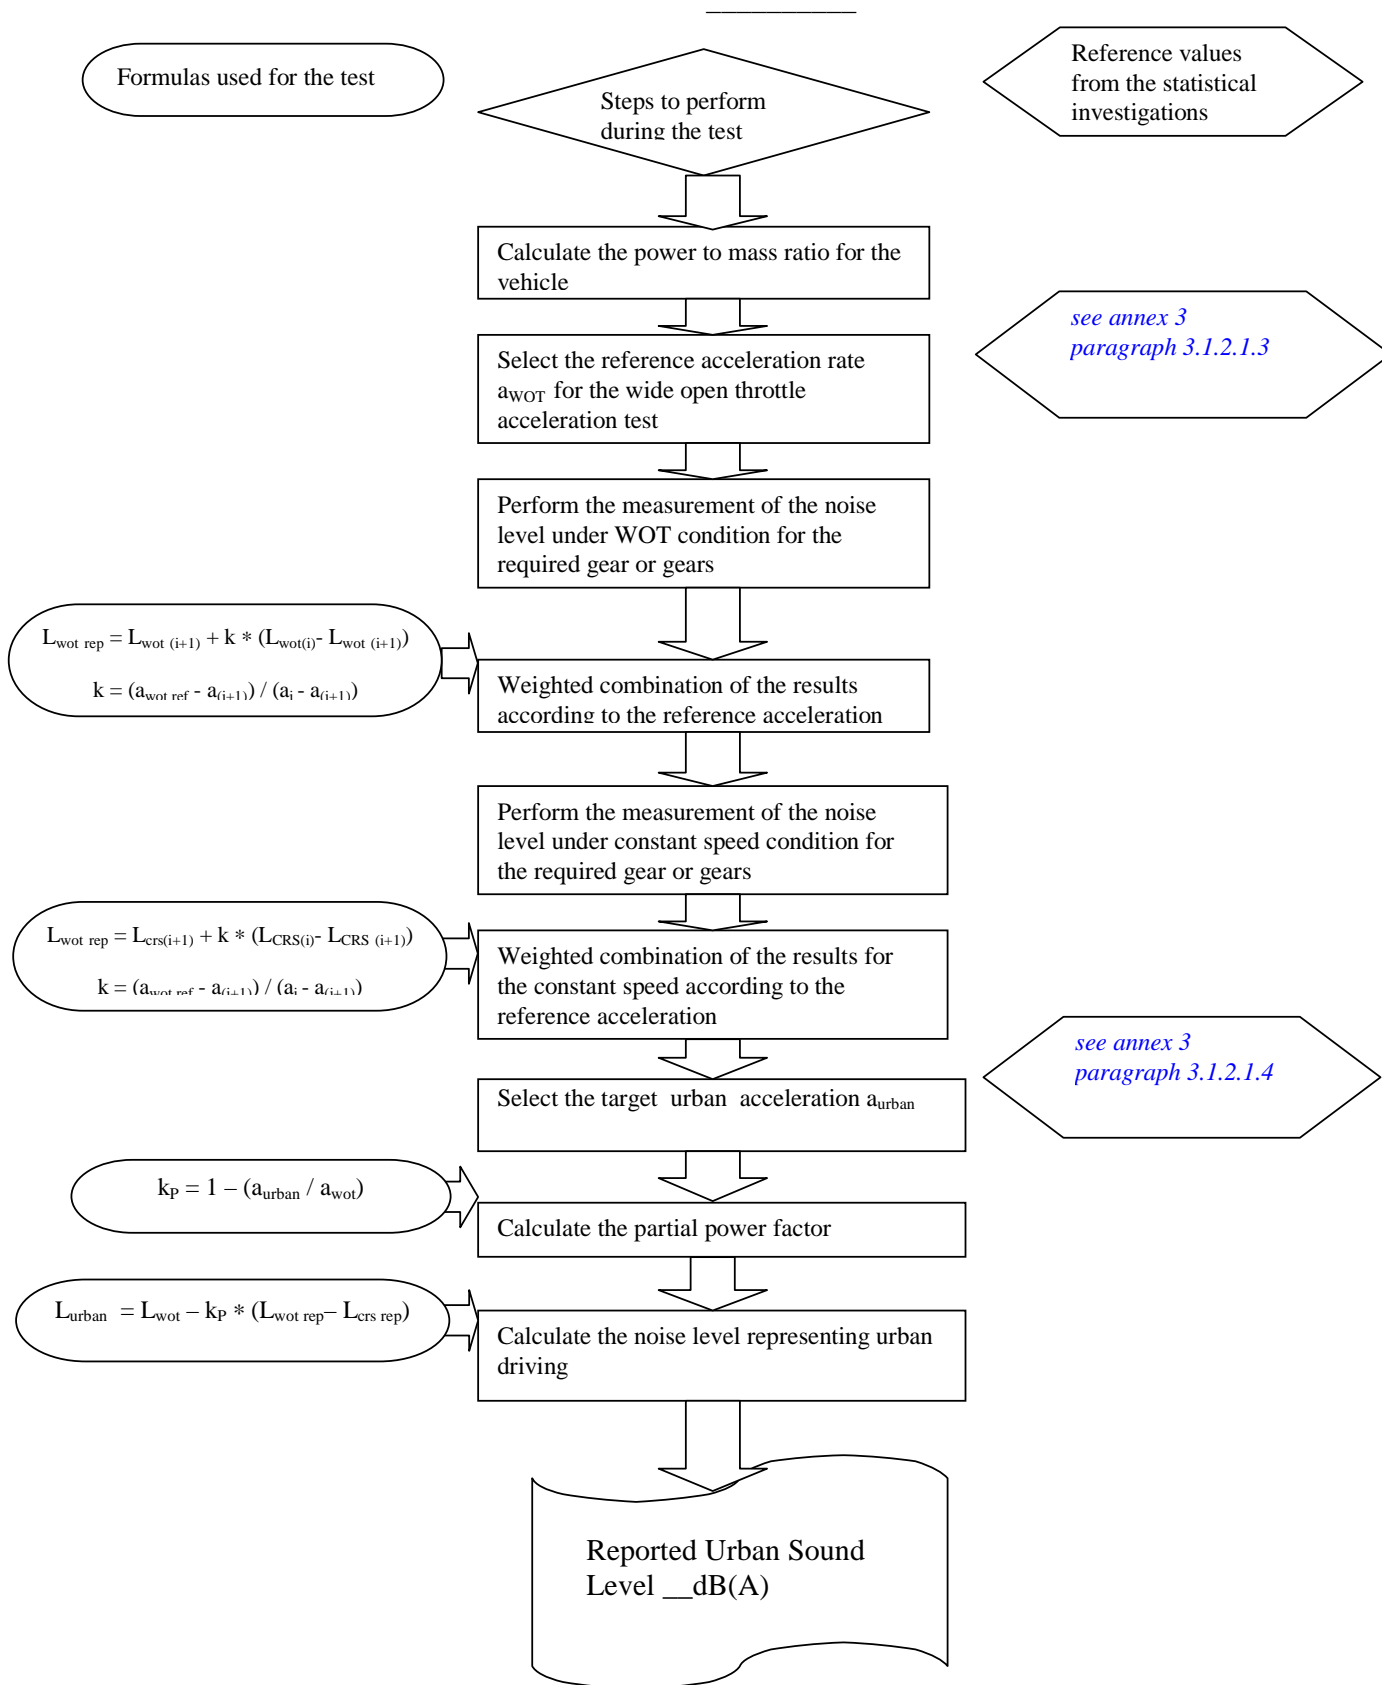 __________
Formulas used for the test
Steps to perform
during the test
Reference values
from the statistical
investigations
Calculate the power to mass ratio for the
vehicle
see annex 3
paragraph 3.1.2.1.3
Select the reference acceleration rate
aWOT for the wide open throttle
acceleration test
Perform the measurement of the noise
level under WOT condition for the
required gear or gears
Lwot rep = Lwot (i+1) + k * (Lwot(i)- Lwot (i+1))
k = (awot ref - a(i+1)) / (ai - a(i+1))
Weighted combination of the results
according to the reference acceleration
Perform the measurement of the noise
level under constant speed condition for
the required gear or gears
Lwot rep = Lcrs(i+1) + k * (LCRS(i)- LCRS (i+1))
k = (awot ref - a(i+1)) / (ai - a(i+1))
Weighted combination of the results for
the constant speed according to the
reference acceleration
see annex 3
paragraph 3.1.2.1.4
Select the target urban acceleration aurban
kP = 1 – (aurban / awot)
Calculate the partial power factor
Lurban = Lwot – kP * (Lwot rep– Lcrs rep)
Calculate the noise level representing urban
driving
Reported Urban Sound
Level __dB(A)